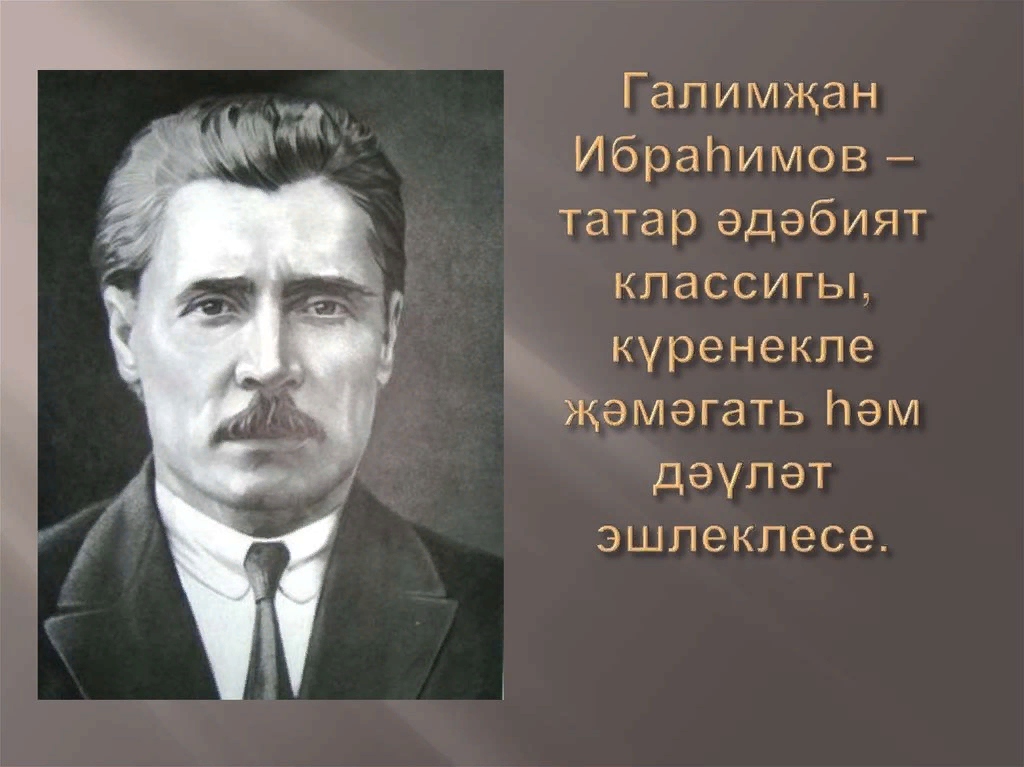 Галимҗан
Ибраһимов –
татар әдәбият
классигы,
күренекле
җәмәгать һәм
дәүләт
эшлеклесе.